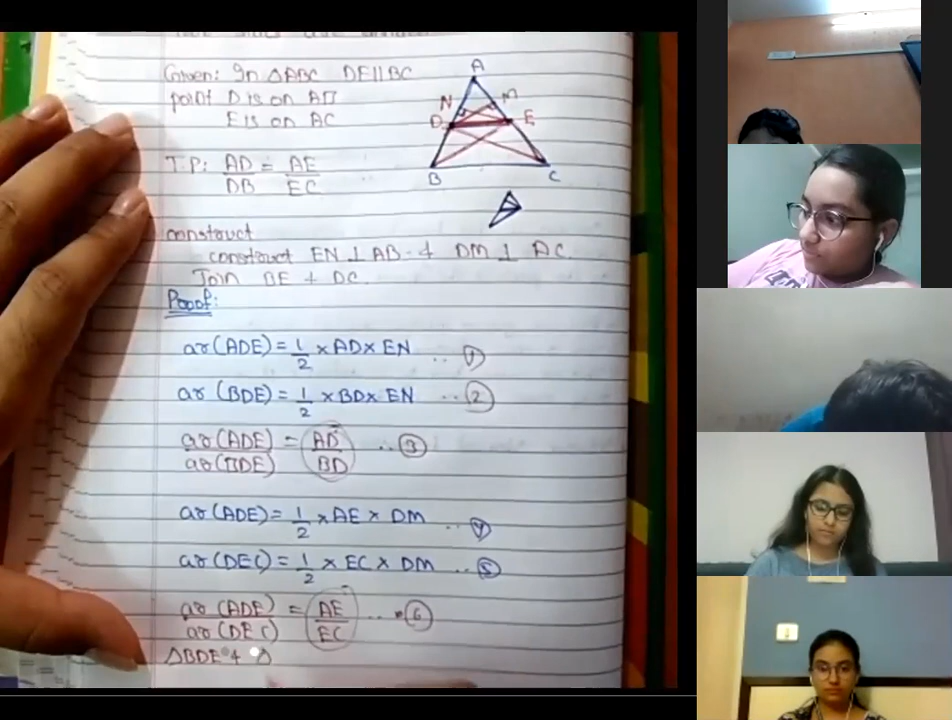 Given: In △ABC DE||BC
point D is on AB
E is on AC
A
N
M
D
E
B
C
T.P: AD/DB = AE/EC
construct
construct EN ⊥ AB & DM ⊥ AC
Join BE & DC.
Proof:
ar(ADE) = 1/2 × AD × EN .. ①
ar (BDE) = 1/2 × BD × EN .. ②
ar(ADE)/ar(BDE) = AD/BD .. ③
ar(ADE) = 1/2 × AE × DM .. ④
ar(DEC) = 1/2 × EC × DM .. ⑤
ar(ADE)/ar(DEC) = AE/EC ... ⑥
△BDE & △